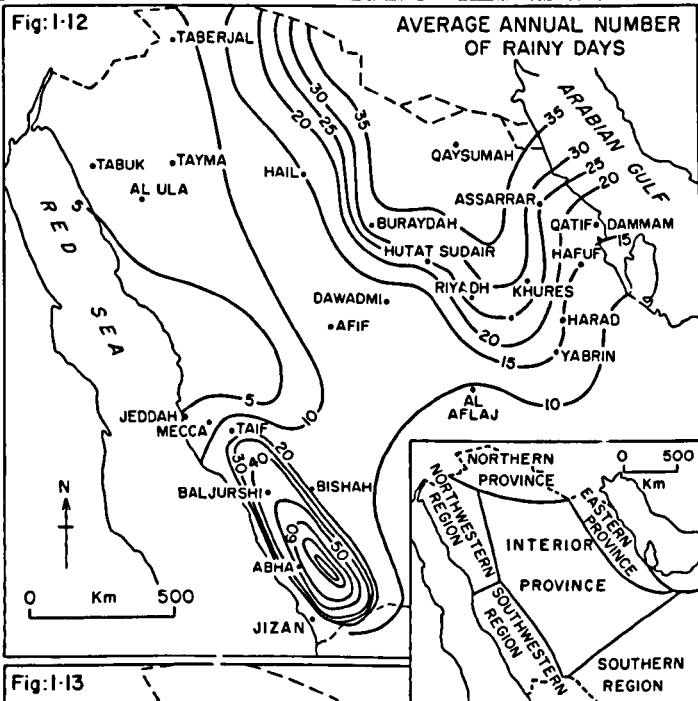 Fig:1-12
AVERAGE ANNUAL NUMBER
OF RAINY DAYS
TABERJAL
35
30
25
20
15
ARABIAN GULF
35
30
25
20
QAYSUMAH
TABUK
TAYMA
HAIL
AL ULA
5
ASSARRAR
BURAYDAH
QATIF
DAMMAM
15
HUTAT SUDAIR
HAFUF
RED SEA
RIYADH
KHURES
DAWADMI
AFIF
20
HARAD
15
YABRIN
5
10
AL
AFLAJ
10
JEDDAH
MECCA
TAIF
20
30
40
BALJURSHI
BISHAH
60
50
ABHA
JIZAN
N
0 500
Km
NORTHERN
PROVINCE
0 500
Km
NORTHWESTERN
REGION
EASTERN
PROVINCE
INTERIOR
PROVINCE
SOUTHWESTERN
REGION
SOUTHERN
REGION
Fig:1-13